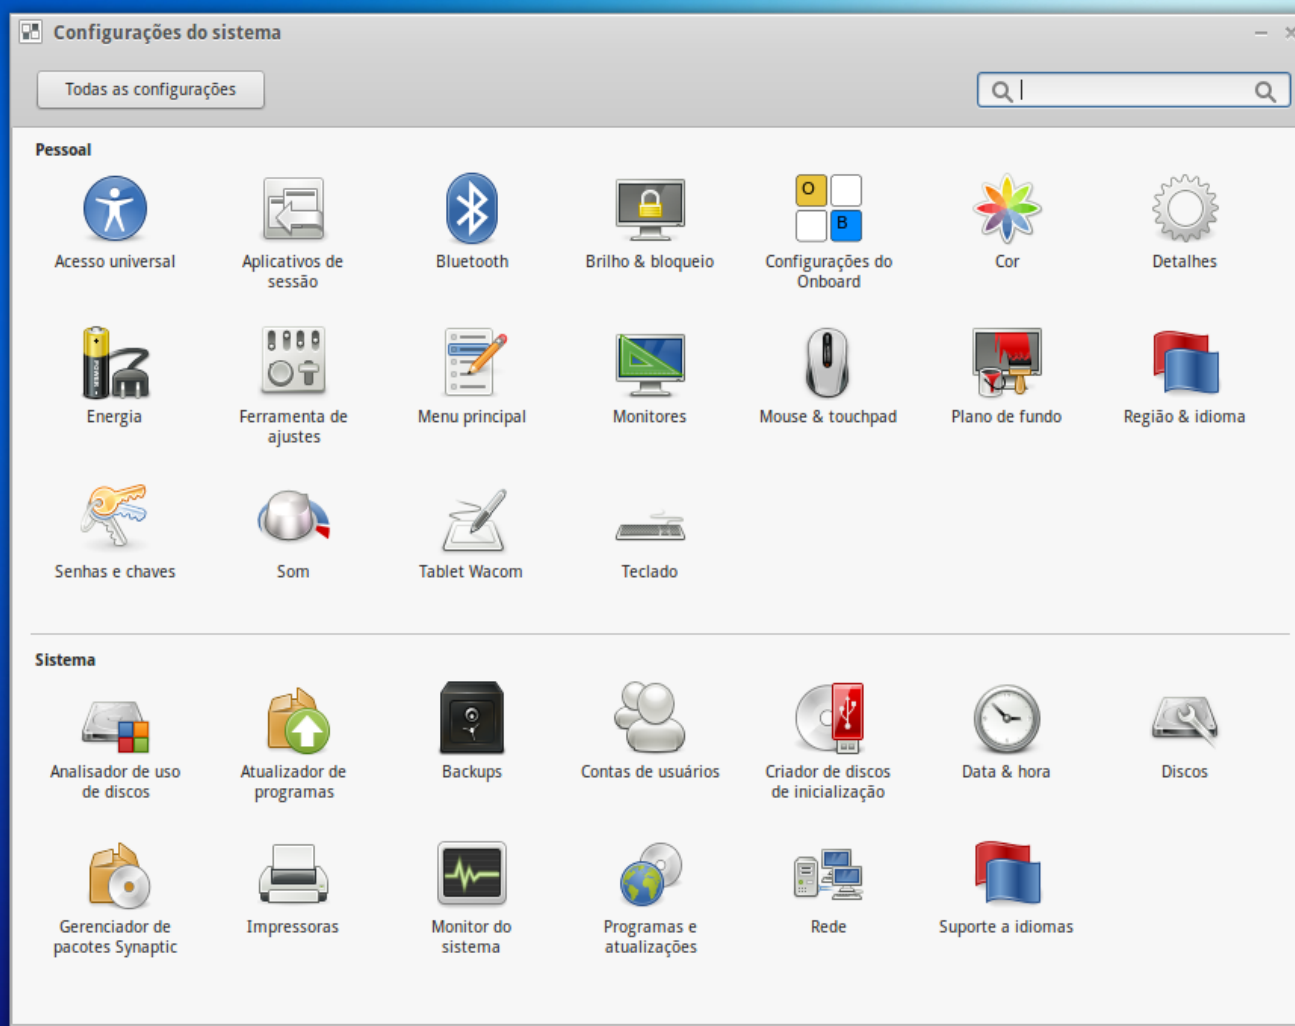 Configurações do sistema
Todas as configurações
Pessoal
Acesso universal
Aplicativos de
sessão
Bluetooth
Brilho & bloqueio
O
B
Configurações do
Onboard
Cor
Detalhes
POWER
Energia
Ferramenta de
ajustes
Menu principal
Monitores
Mouse & touchpad
Plano de fundo
Região & idioma
Senhas e chaves
Som
Tablet Wacom
Teclado
Sistema
Analisador de uso
de discos
Atualizador de
programas
Backups
Contas de usuários
Criador de discos
de inicialização
Data & hora
Discos
Gerenciador de
pacotes Synaptic
Impressoras
Monitor do
sistema
Programas e
atualizações
Rede
Suporte a idiomas